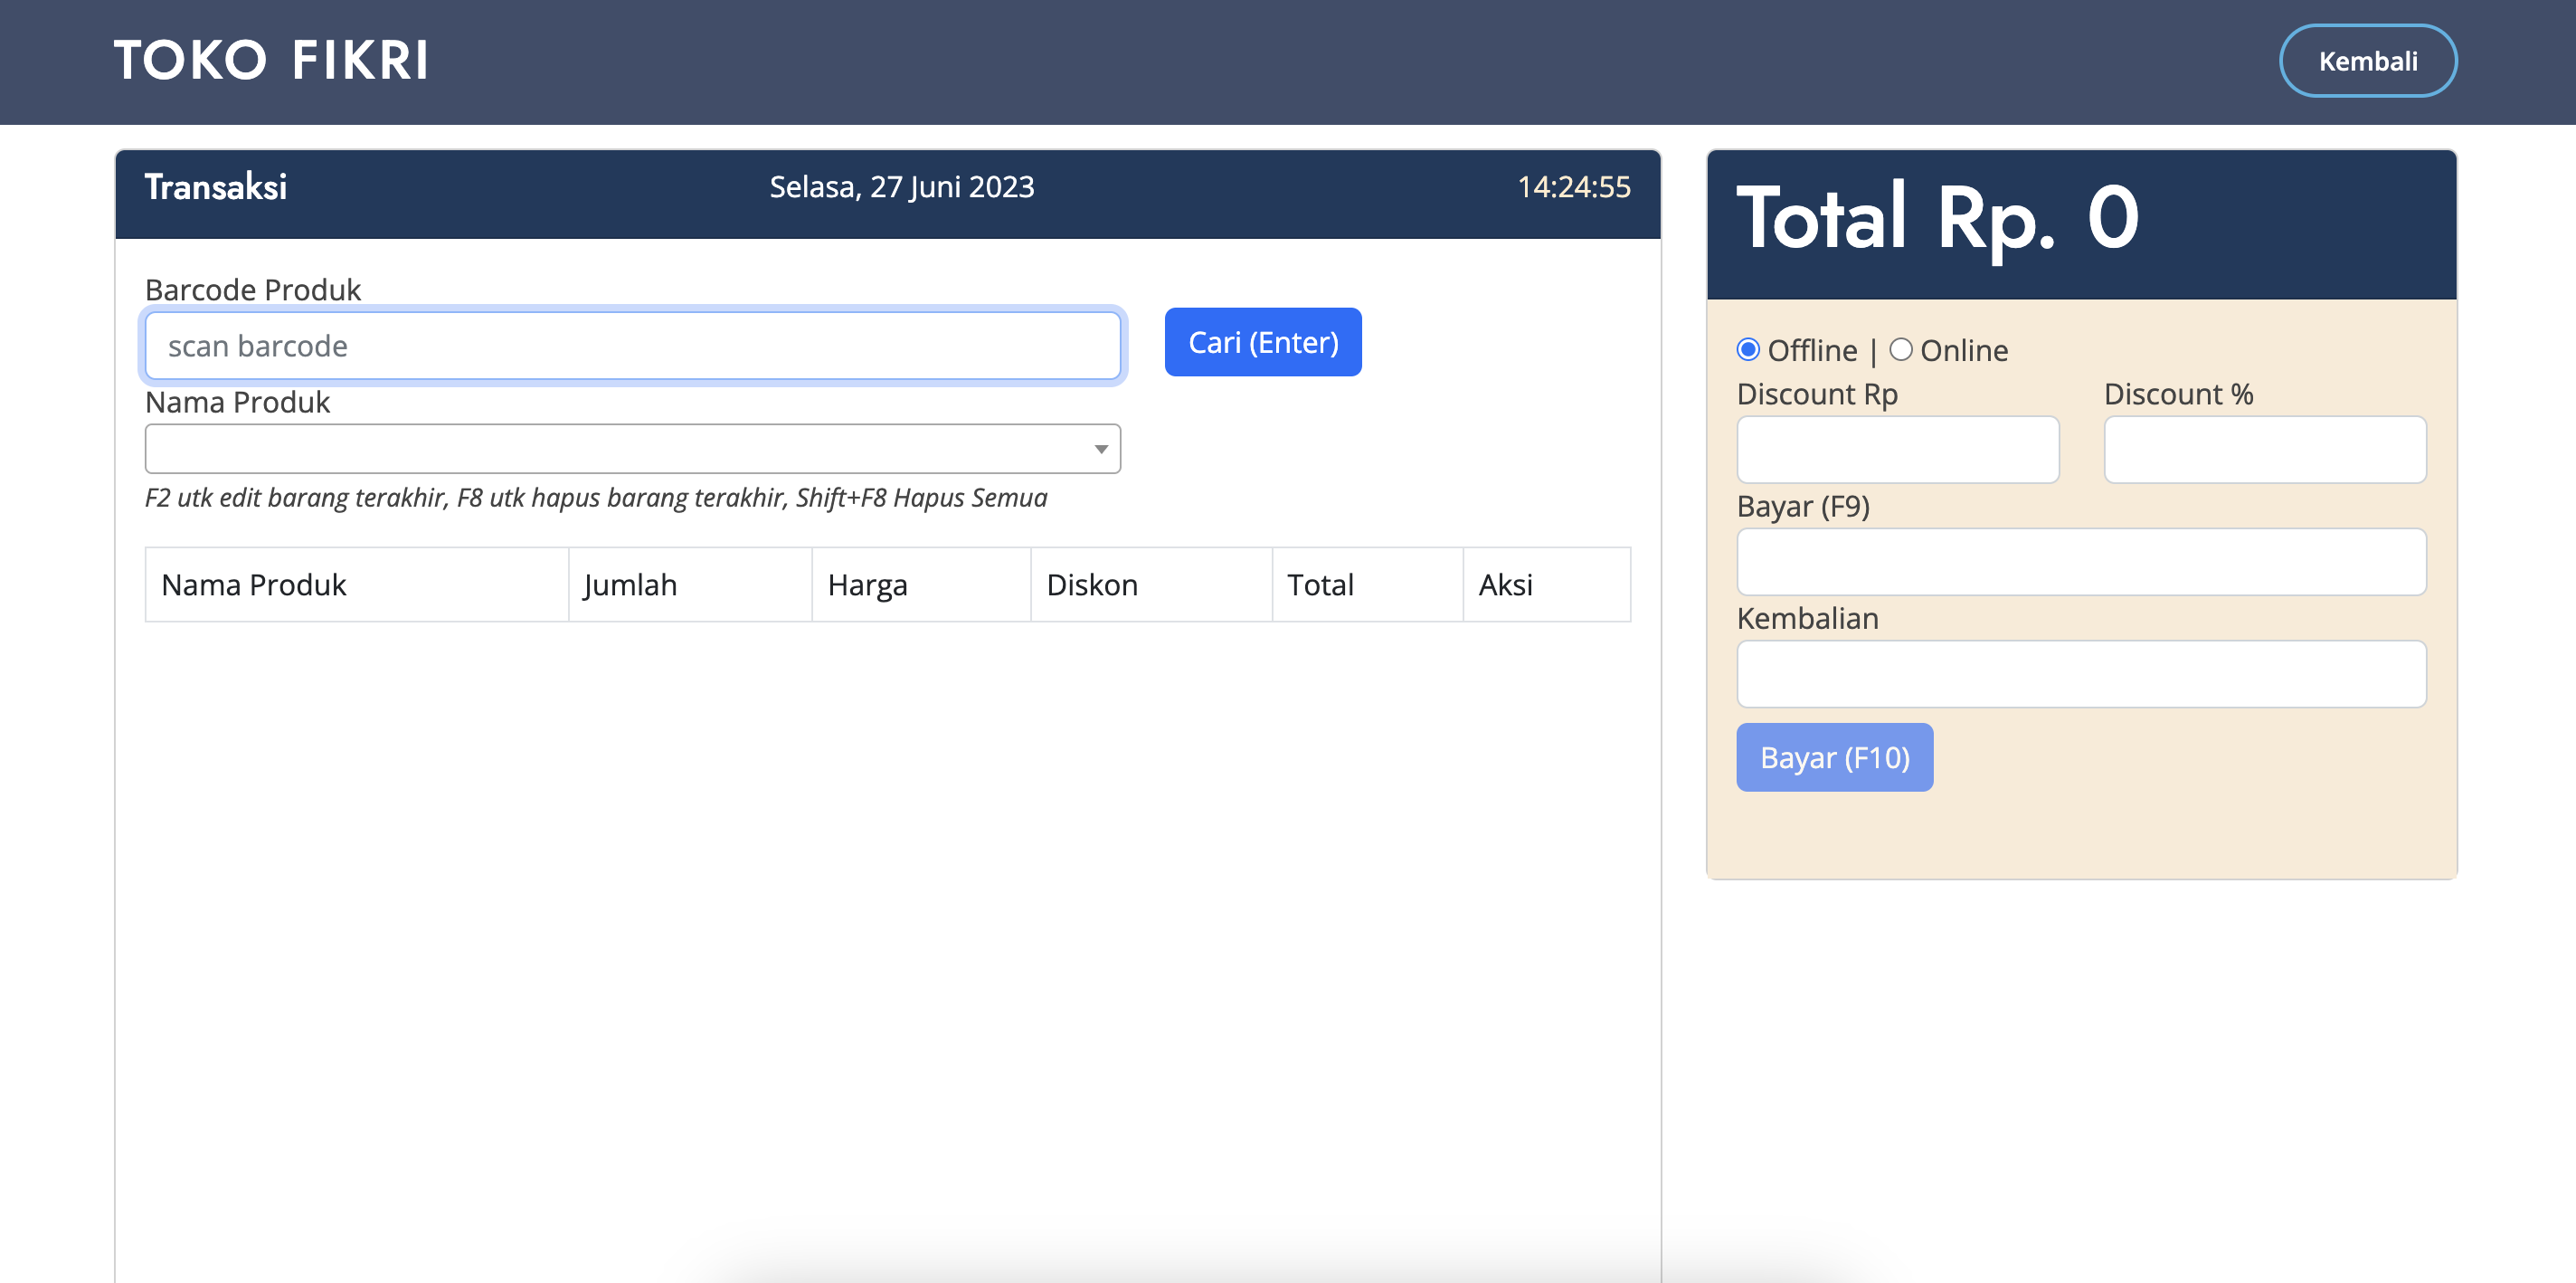 TOKO FIKRI
Kembali
Transaksi
Selasa, 27 Juni 2023
14:24:55
Barcode Produk
scan barcode
Cari (Enter)
Nama Produk
F2 utk edit barang terakhir, F8 utk hapus barang terakhir, Shift+F8 Hapus Semua
Nama Produk
Jumlah
Harga
Diskon
Total
Aksi
Total Rp. 0
Offline | Online
Discount Rp
Discount %
Bayar (F9)
Kembalian
Bayar (F10)